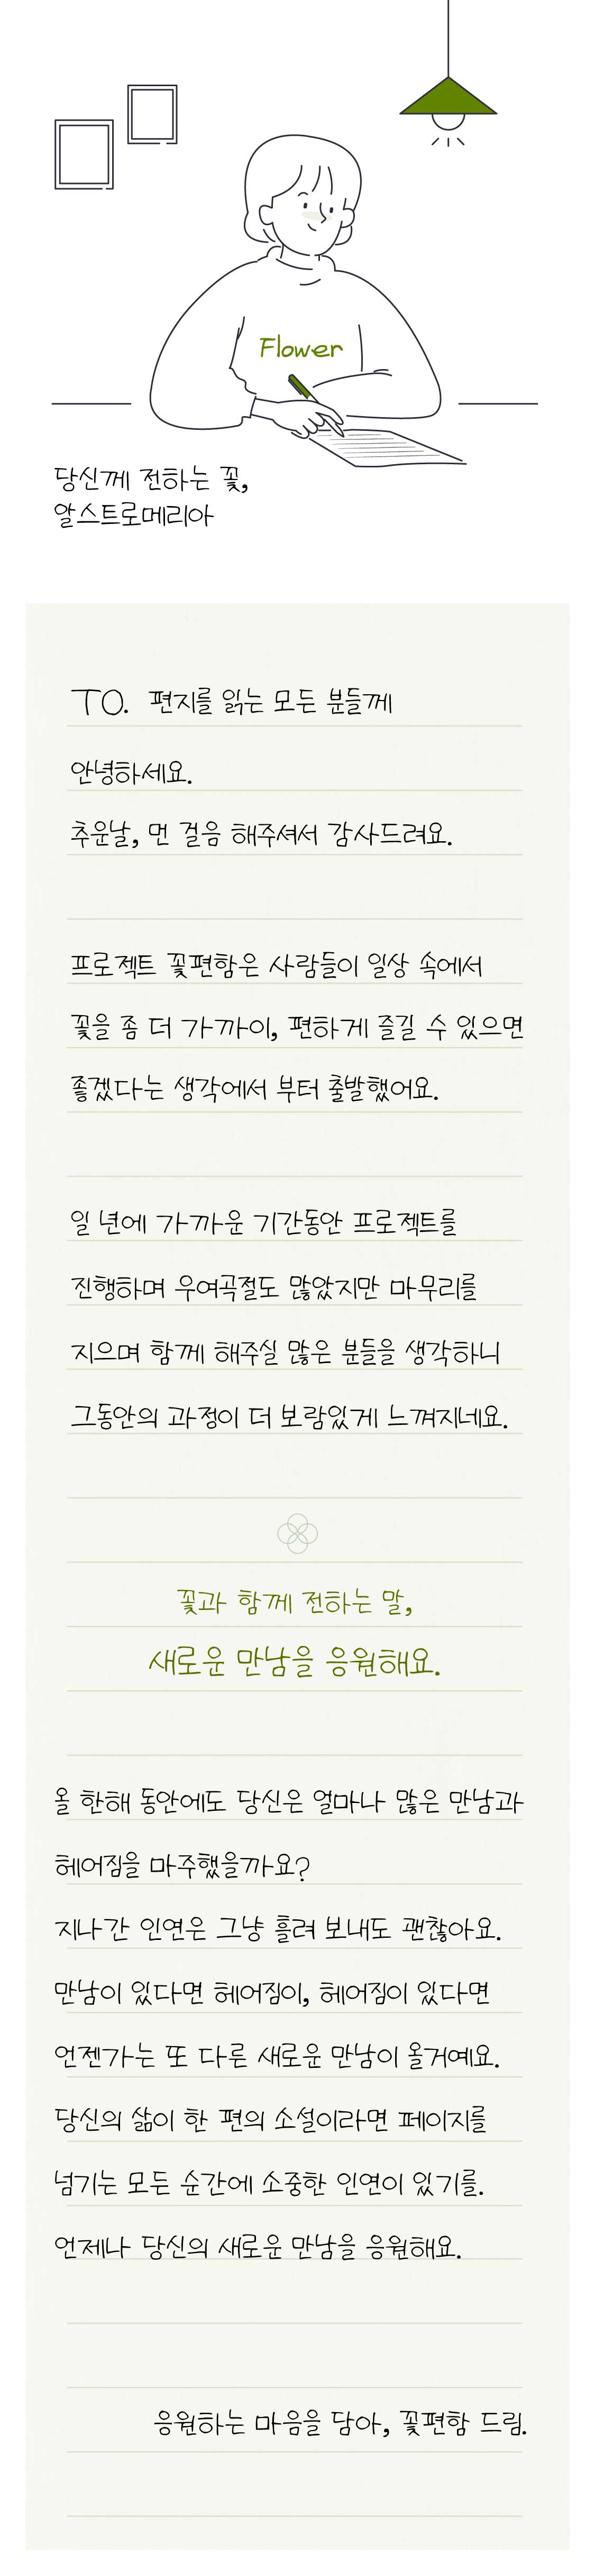 Flower
당신께 전하는 꽃,
알스트로메리아
TO. 편지를 읽는 모든 분들께
안녕하세요.
추운날, 먼 걸음 해주셔서 감사드려요.
프로젝트 꽃편함은 사람들이 일상 속에서
꽃을 좀 더 가까이, 편하게 즐길 수 있으면
좋겠다는 생각에서 부터 출발했어요.
일 년에 가까운 기간동안 프로젝트를
진행하며 우여곡절도 많았지만 마무리를
지으며 함께 해주실 많은 분들을 생각하니
그동안의 과정이 더 보람있게 느껴지네요.
꽃과 함께 전하는 말,
새로운 만남을 응원해요.
올 한해 동안에도 당신은 얼마나 많은 만남과
헤어짐을 마주했을까요?
지나간 인연은 그냥 흘려 보내도 괜찮아요.
만남이 있다면 헤어짐이, 헤어짐이 있다면
언젠가는 또 다른 새로운 만남이 올거예요.
당신의 삶이 한 편의 소설이라면 페이지를
넘기는 모든 순간에 소중한 인연이 있기를.
언제나 당신의 새로운 만남을 응원해요.
응원하는 마음을 담아, 꽃편함 드림.